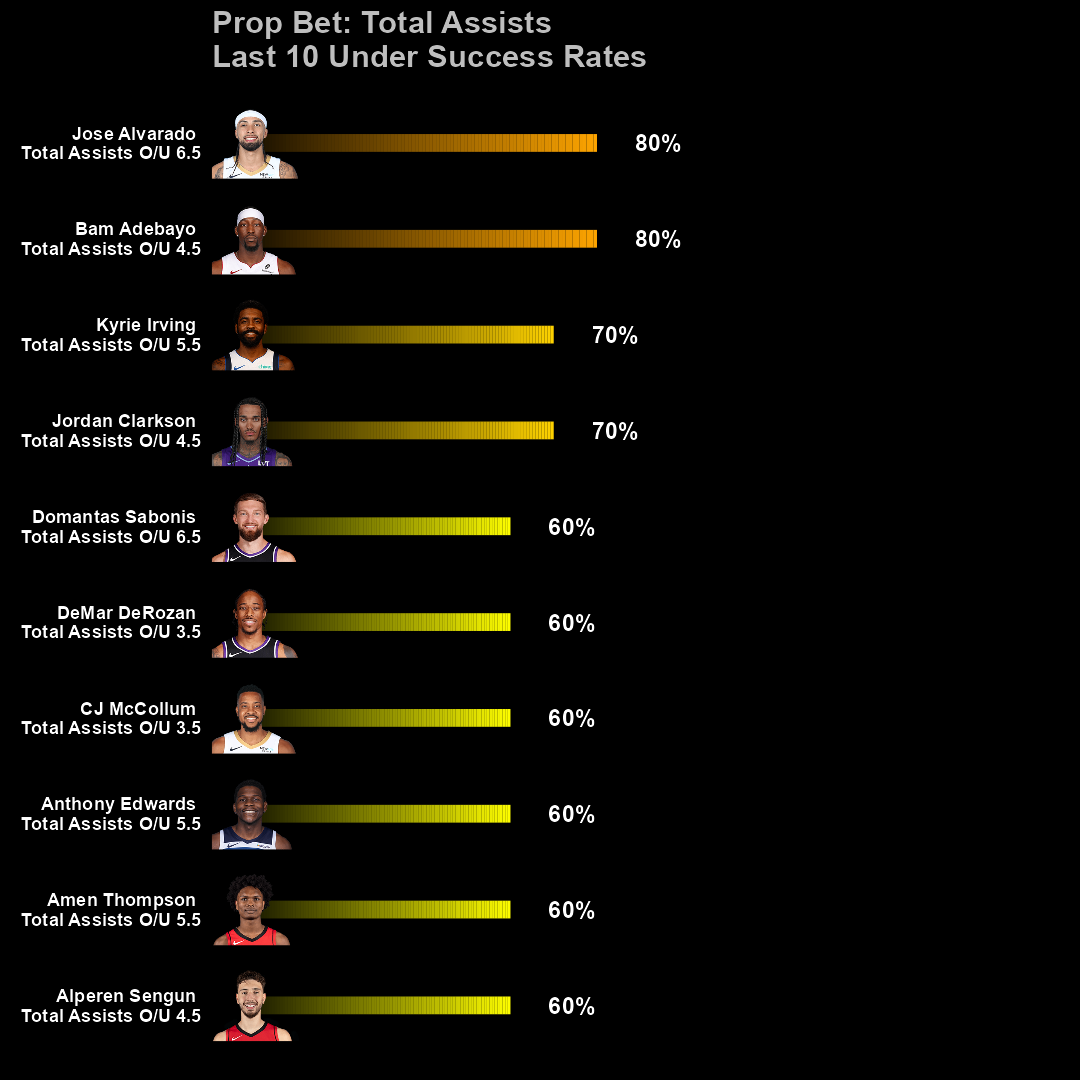 Prop Bet: Total Assists
Last 10 Under Success Rates
Jose Alvarado
Total Assists O/U 6.5
80%
Bam Adebayo
Total Assists O/U 4.5
80%
Kyrie Irving
Total Assists O/U 5.5
70%
Jordan Clarkson
Total Assists O/U 4.5
70%
Domantas Sabonis
Total Assists O/U 6.5
60%
DeMar DeRozan
Total Assists O/U 3.5
60%
CJ McCollum
Total Assists O/U 3.5
60%
Anthony Edwards
Total Assists O/U 5.5
60%
Amen Thompson
Total Assists O/U 5.5
60%
Alperen Sengun
Total Assists O/U 4.5
60%